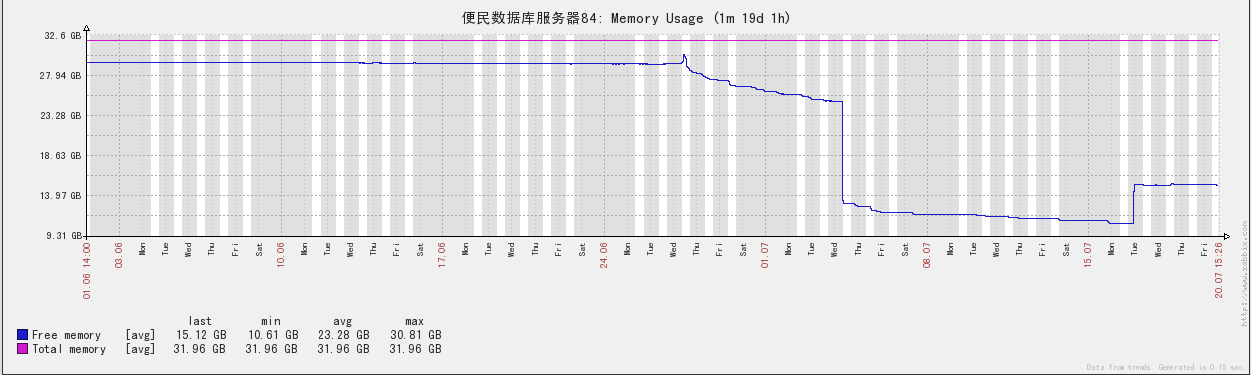 便民数据库服务器84: Memory Usage (1m 19d 1h)
32.6 GB
27.94 GB
23.28 GB
18.63 GB
13.97 GB
9.31 GB
01.06 14:00 03.06 Mon Tue Wed Thu Fri Sat 10.06 Mon Tue Wed Thu Fri Sat 17.06 Mon Tue Wed Thu Fri Sat 24.06 Mon Tue Wed Thu Fri Sat 01.07 Mon Tue Wed Thu Fri Sat 08.07 Mon Tue Wed Thu Fri Sat 15.07 Mon Tue Wed Thu Fri 20.07 15:26
http://www.zabbix.com
last min avg max
Free memory [avg] 15.12 GB 10.61 GB 23.28 GB 30.81 GB
Total memory [avg] 31.96 GB 31.96 GB 31.96 GB 31.96 GB
Data from trends. Generated in 0.15 sec.